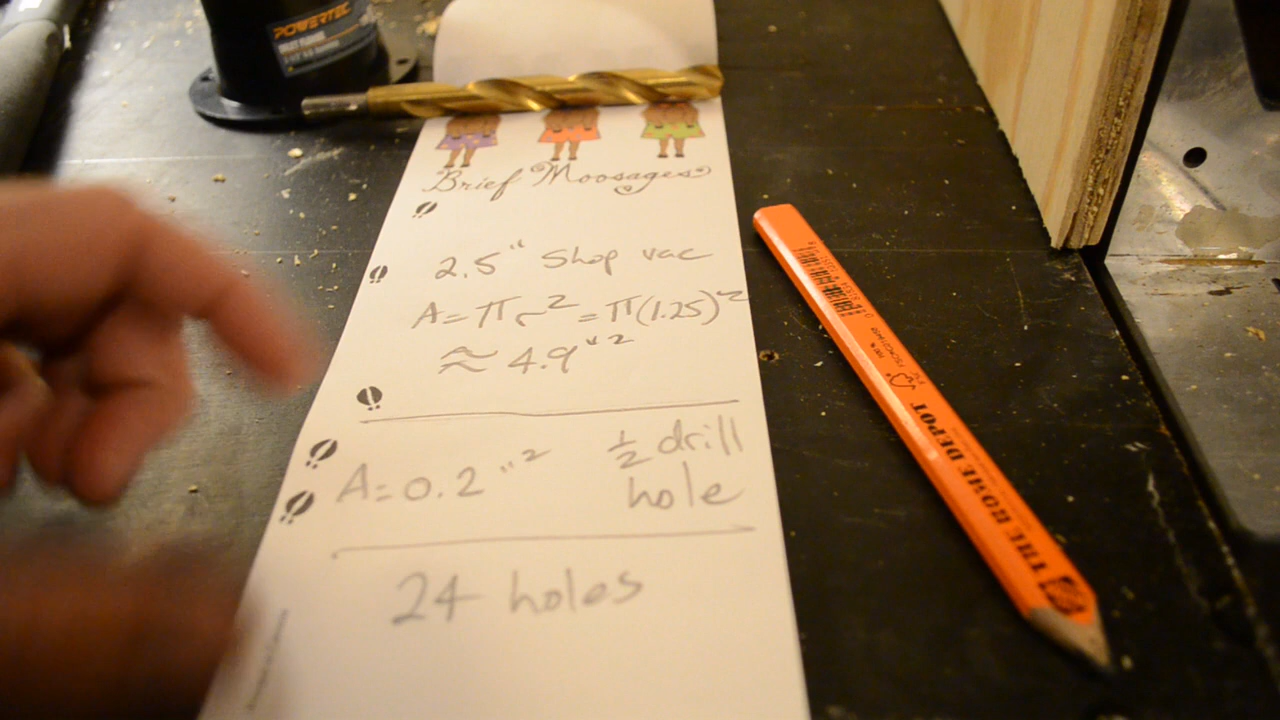 POWERTEC
Brief Moosages
2.5" Shop vac
A=πr²=π(1.25)²
≈ 4.9"²
A=0.2"² ½ drill
hole
24 holes
THE HOME DEPOT